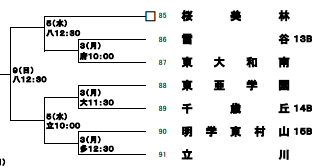 85 桜美林
5(水)
八12:30
86 雪谷 13B
3(月)
府10:00
87 東大和南
9(日)
八12:30
88 東亜学園
3(月)
大11:30
89 千歳丘 14B
5(水)
立10:00
90 明学東村山 15B
3(月)
多12:30
91 立川